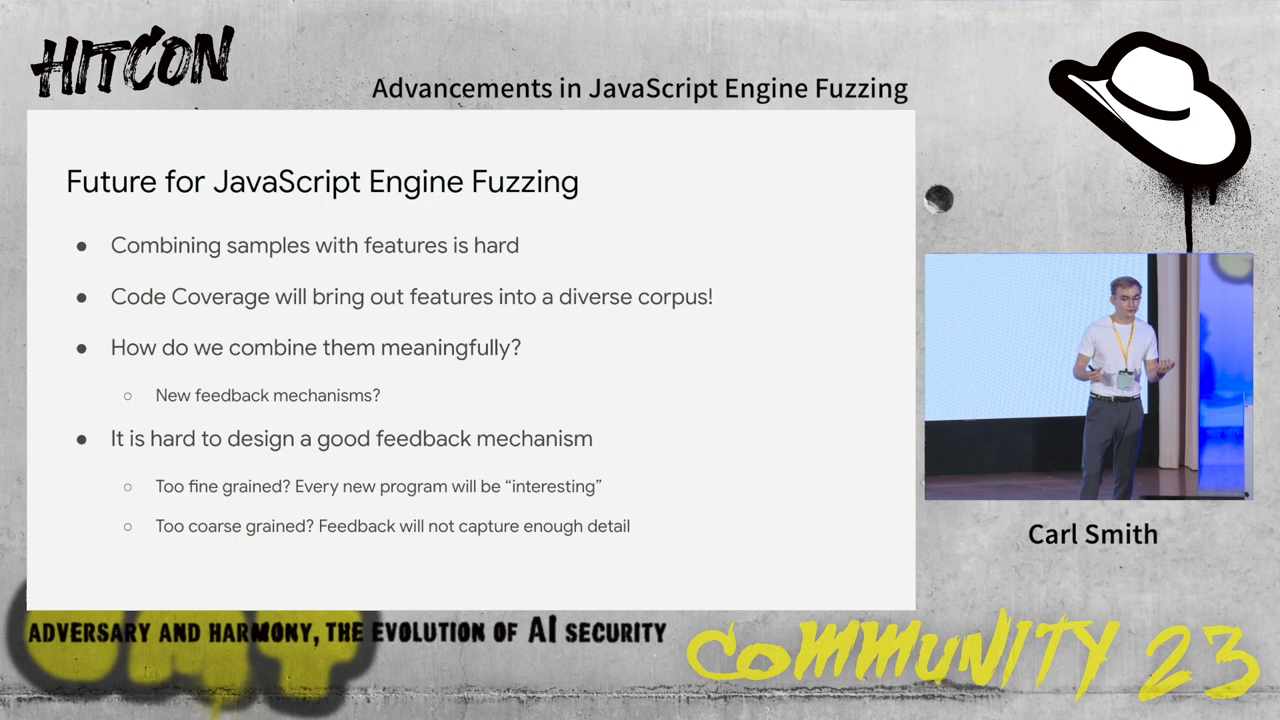 HITCON
Advancements in JavaScript Engine Fuzzing
Future for JavaScript Engine Fuzzing
● Combining samples with features is hard
● Code Coverage will bring out features into a diverse corpus!
● How do we combine them meaningfully?
○ New feedback mechanisms?
● It is hard to design a good feedback mechanism
○ Too fine grained? Every new program will be “interesting”
○ Too coarse grained? Feedback will not capture enough detail
Carl Smith
ADVERSARY AND HARMONY, THE EVOLUTION OF AI SECURITY
COMMUNITY 23